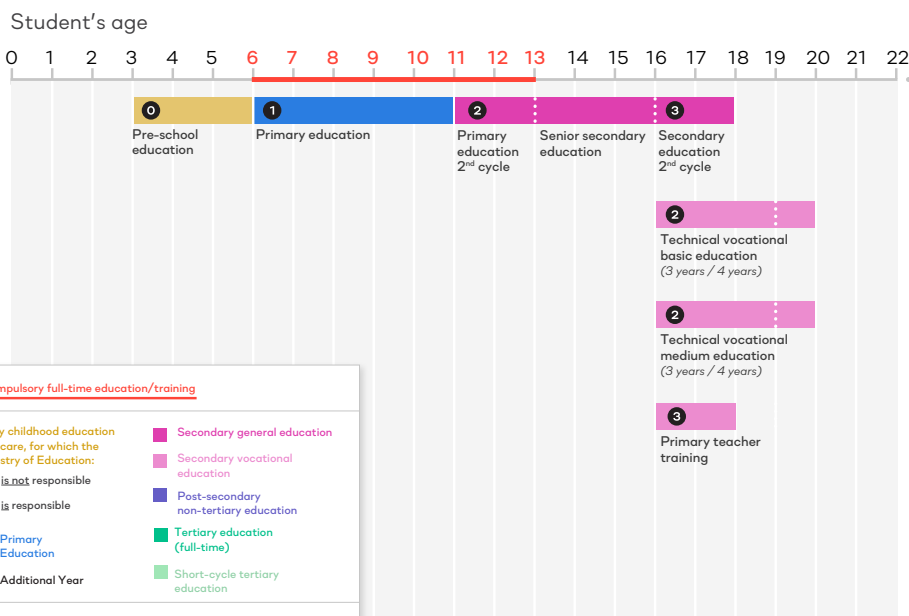 Student's age
0 1 2 3 4 5 6 7 8 9 10 11 12 13 14 15 16 17 18 19 20 21 22
0 1 2 3
Pre-school
education
Primary education
Primary
education
2nd cycle
Senior secondary
education
Secondary
education
2nd cycle
2
Technical vocational
basic education
(3 years / 4 years)
2
Technical vocational
medium education
(3 years / 4 years)
3
Primary teacher
training
mpulsory full-time education/training
y childhood education
care, for which the
stry of Education:
is not responsible
is responsible
Primary
Education
Additional Year
Secondary general education
Secondary vocational
education
Post-secondary
non-tertiary education
Tertiary education
(full-time)
Short-cycle tertiary
education